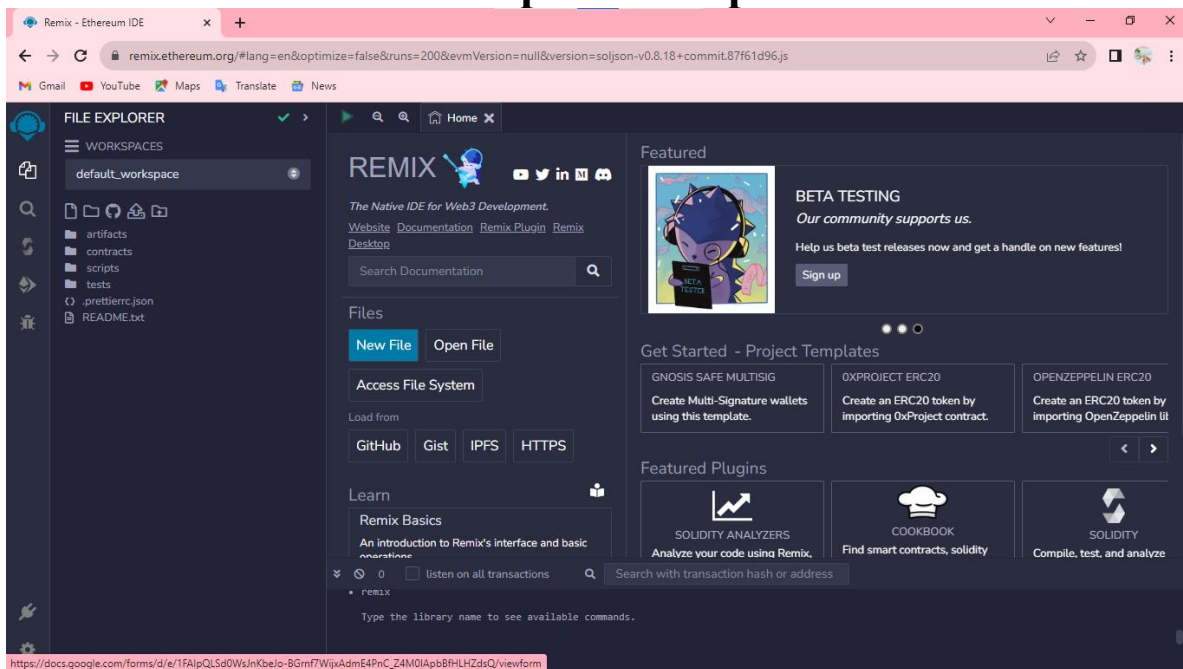 Remix - Ethereum IDE
remix.ethereum.org/#lang=en&optimize=false&runs=200&evmVersion=null&version=soljson-v0.8.18+commit.87f61d96.js
Gmail YouTube Maps Translate News
FILE EXPLORER
WORKSPACES
default_workspace
artifacts
contracts
scripts
tests
.prettierrc.json
README.txt
Home
REMIX
The Native IDE for Web3 Development.
Website Documentation Remix Plugin Remix
Desktop
Search Documentation
Files
New File Open File
Access File System
Load from
GitHub Gist IPFS HTTPS
Learn
Remix Basics
An introduction to Remix's interface and basic
operations
Featured
BETA TESTER
BETA TESTING
Our community supports us.
Help us beta test releases now and get a handle on new features!
Sign up
Get Started - Project Templates
GNOSIS SAFE MULTISIG
Create Multi-Signature wallets
using this template.
0XPROJECT ERC20
Create an ERC20 token by
importing 0xProject contract.
OPENZEPPELIN ERC20
Create an ERC20 token by
importing OpenZeppelin lib
Featured Plugins
SOLIDITY ANALYZERS
Analyze your code using Remix,
COOKBOOK
Find smart contracts, solidity
SOLIDITY
Compile, test, and analyze
0 listen on all transactions Search with transaction hash or address
• remix
Type the library name to see available commands.